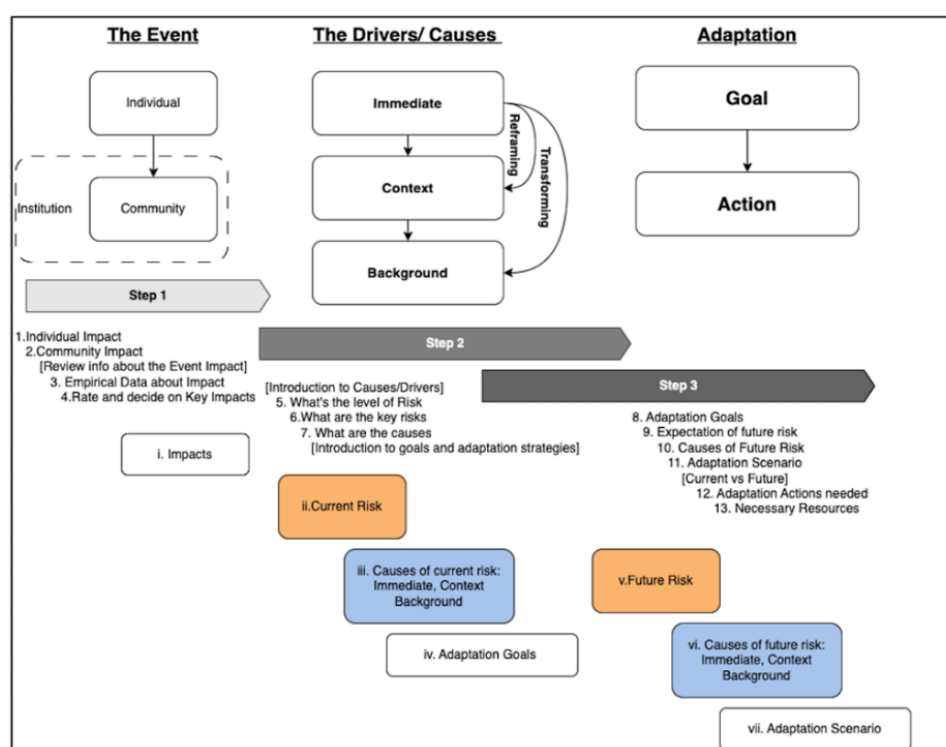 The Event
The Drivers/ Causes
Adaptation
Individual
Institution
Community
Immediate
Context
Background
Reframing
Transforming
Goal
Action
Step 1
1.Individual Impact
2.Community Impact
[Review info about the Event Impact]
3. Empirical Data about Impact
4.Rate and decide on Key Impacts
i. Impacts
Step 2
[Introduction to Causes/Drivers]
5. What's the level of Risk
6.What are the key risks
7. What are the causes
[Introduction to goals and adaptation strategies]
ii.Current Risk
iii. Causes of current risk:
Immediate, Context
Background
iv. Adaptation Goals
Step 3
8. Adaptation Goals
9. Expectation of future risk
10. Causes of Future Risk
11. Adaptation Scenario
[Current vs Future]
12. Adaptation Actions needed
13. Necessary Resources
v.Future Risk
vi. Causes of future risk:
Immediate, Context
Background
vii. Adaptation Scenario